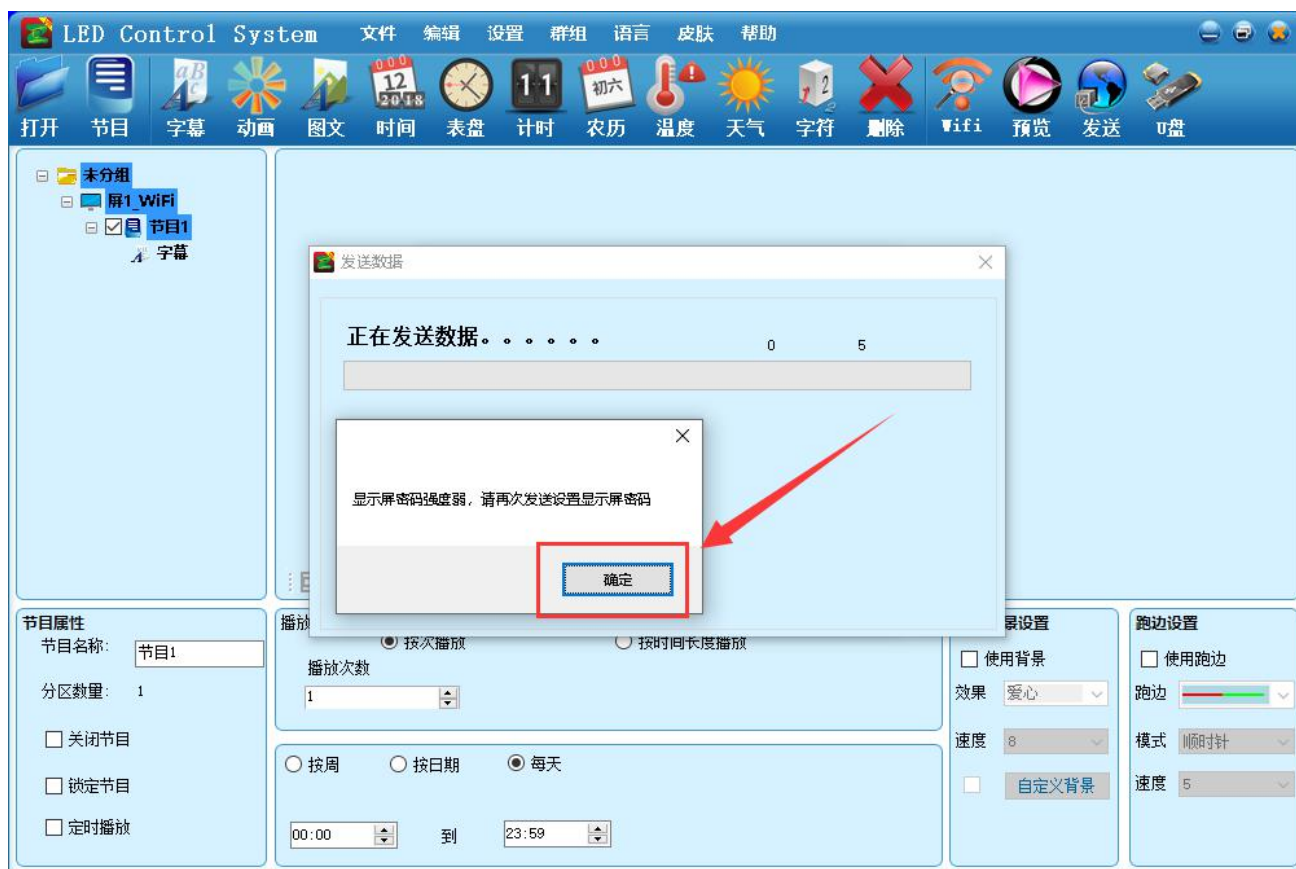 LED Control System 文件 编辑 设置 群组 语言 皮肤 帮助
打开 节目 字幕 动画 图文 时间 表盘 计时 农历 温度 天气 字符 删除 Wifi 预览 发送 U盘
未分组
屏1_WiFi
节目1
字幕
发送数据
正在发送数据。。。。。。 0 5
显示屏密码强度弱，请再次发送设置显示屏密码
确定
节目属性
节目名称: 节目1
分区数量: 1
关闭节目
锁定节目
定时播放
播放
按次播放 按时间长度播放
播放次数
1
按周 按日期 每天
00:00 到 23:59
景设置
使用背景
效果 爱心
速度 8
自定义背景
跑边设置
使用跑边
跑边
模式 顺时针
速度 5